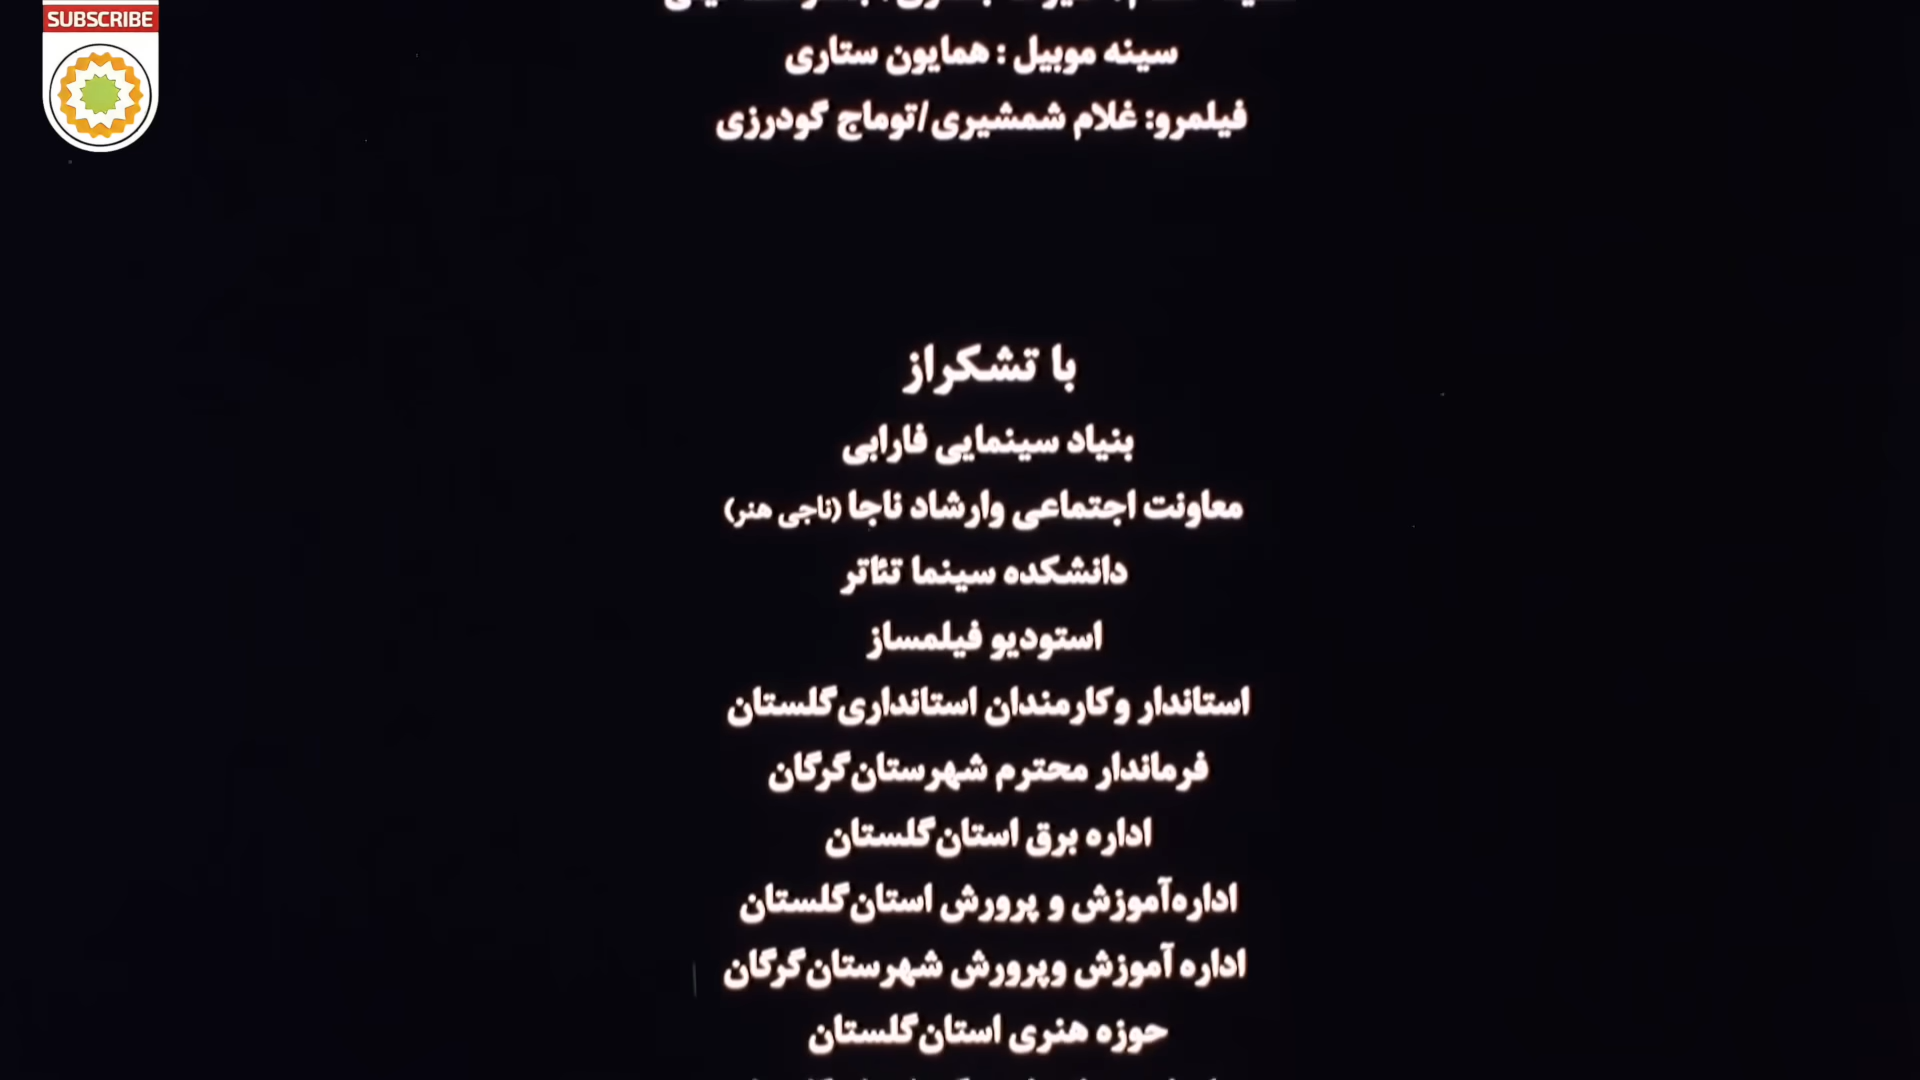 SUBSCRIBE
سینه موبیل : همایون ستاری
فیلمرو: غلام شمشیری/توماج گودرزی
با تشکراز
بنیاد سینمایی فارابی
معاونت اجتماعی وارشاد ناجا (ناجی هنر)
دانشکده سینما تئاتر
استودیو فیلمساز
استاندار وکارمندان استانداری گلستان
فرماندار محترم شهرستان گرگان
اداره برق استان گلستان
اداره آموزش و پرورش استان گلستان
اداره آموزش وپرورش شهرستان گرگان
حوزه هنری استان گلستان